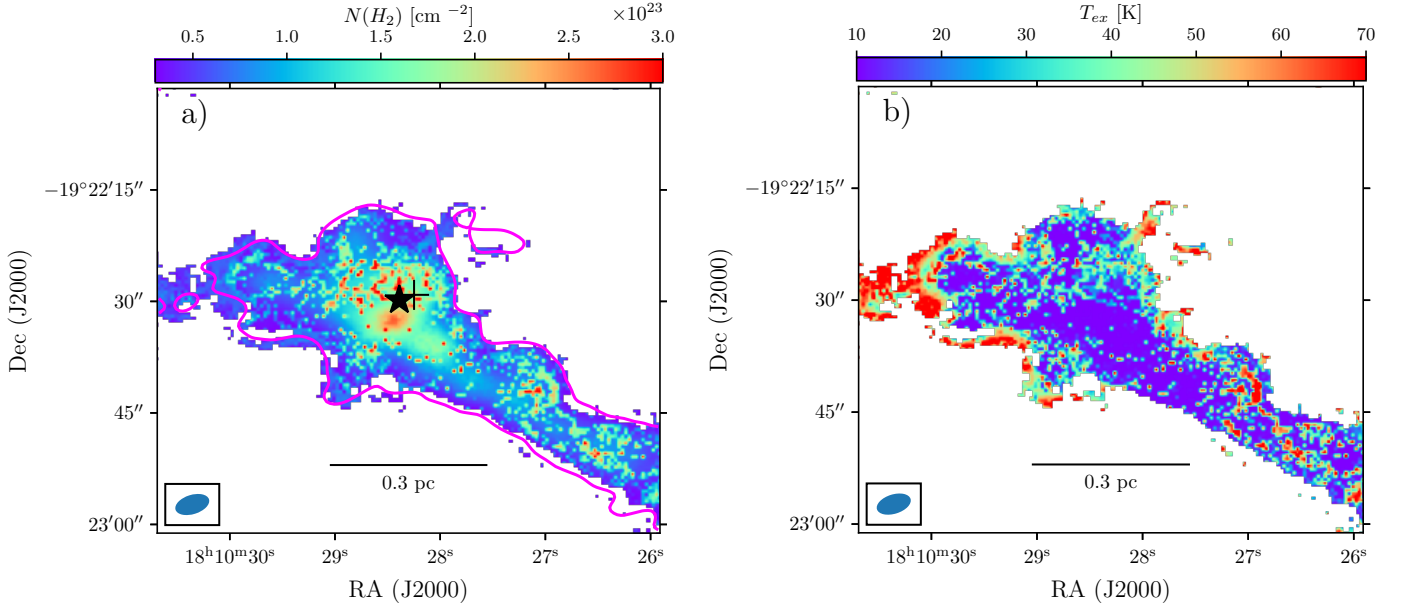 N(H₂) [cm ⁻²] ×10²³
0.5 1.0 1.5 2.0 2.5 3.0
a)
−19°22′15″
30″
45″
23′00″
Dec (J2000)
0.3 pc
18ʰ10ᵐ30ˢ 29ˢ 28ˢ 27ˢ 26ˢ
RA (J2000)
T_ex [K]
10 20 30 40 50 60 70
b)
−19°22′15″
30″
45″
23′00″
Dec (J2000)
0.3 pc
18ʰ10ᵐ30ˢ 29ˢ 28ˢ 27ˢ 26ˢ
RA (J2000)